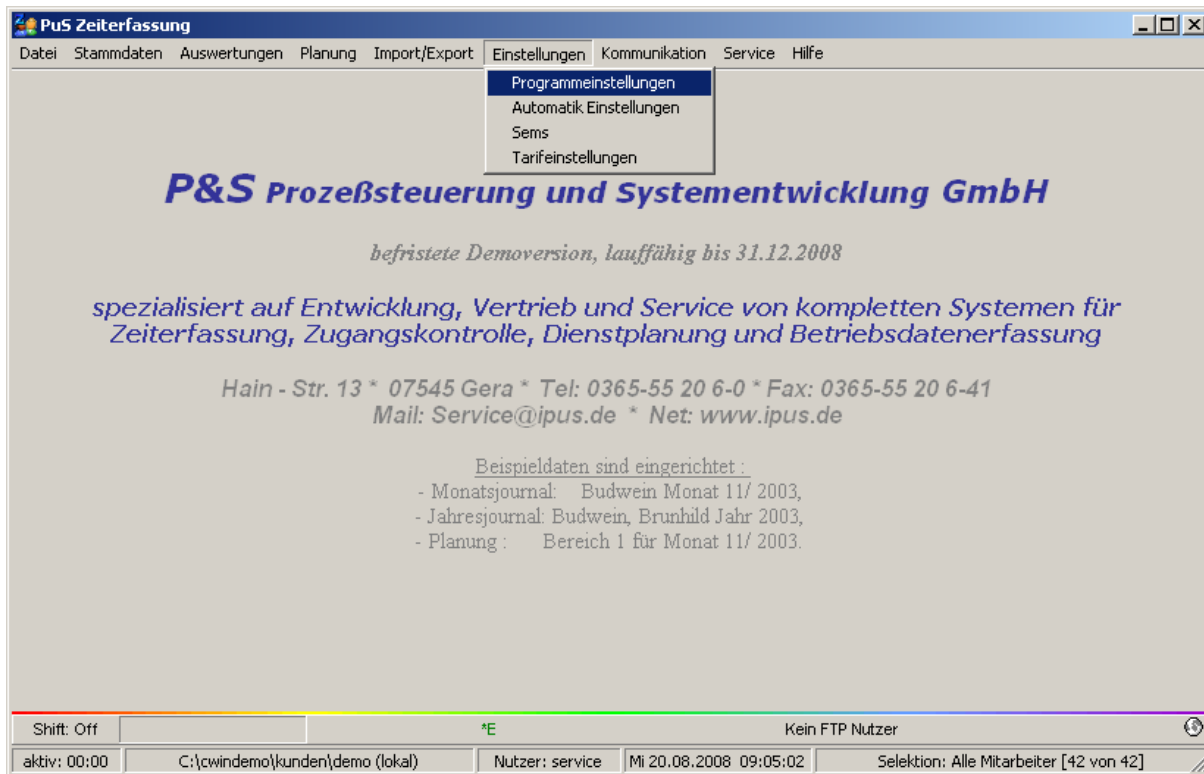 PuS Zeiterfassung
Datei Stammdaten Auswertungen Planung Import/Export Einstellungen Kommunikation Service Hilfe
Programmeinstellungen
Automatik Einstellungen
Sems
Tarifeinstellungen
P&S Prozeßsteuerung und Systementwicklung GmbH
befristete Demoversion, lauffähig bis 31.12.2008
spezialisiert auf Entwicklung, Vertrieb und Service von kompletten Systemen für
Zeiterfassung, Zugangskontrolle, Dienstplanung und Betriebsdatenerfassung
Hain - Str. 13 * 07545 Gera * Tel: 0365-55 20 6-0 * Fax: 0365-55 20 6-41
Mail: Service@ipus.de * Net: www.ipus.de
Beispieldaten sind eingerichtet :
- Monatsjournal: Budwein Monat 11/ 2003,
- Jahresjournal: Budwein, Brunhild Jahr 2003,
- Planung : Bereich 1 für Monat 11/ 2003.
Shift: Off *E Kein FTP Nutzer
aktiv: 00:00 C:\cwindemo\kunden\demo (lokal) Nutzer: service Mi 20.08.2008 09:05:02 Selektion: Alle Mitarbeiter [42 von 42]